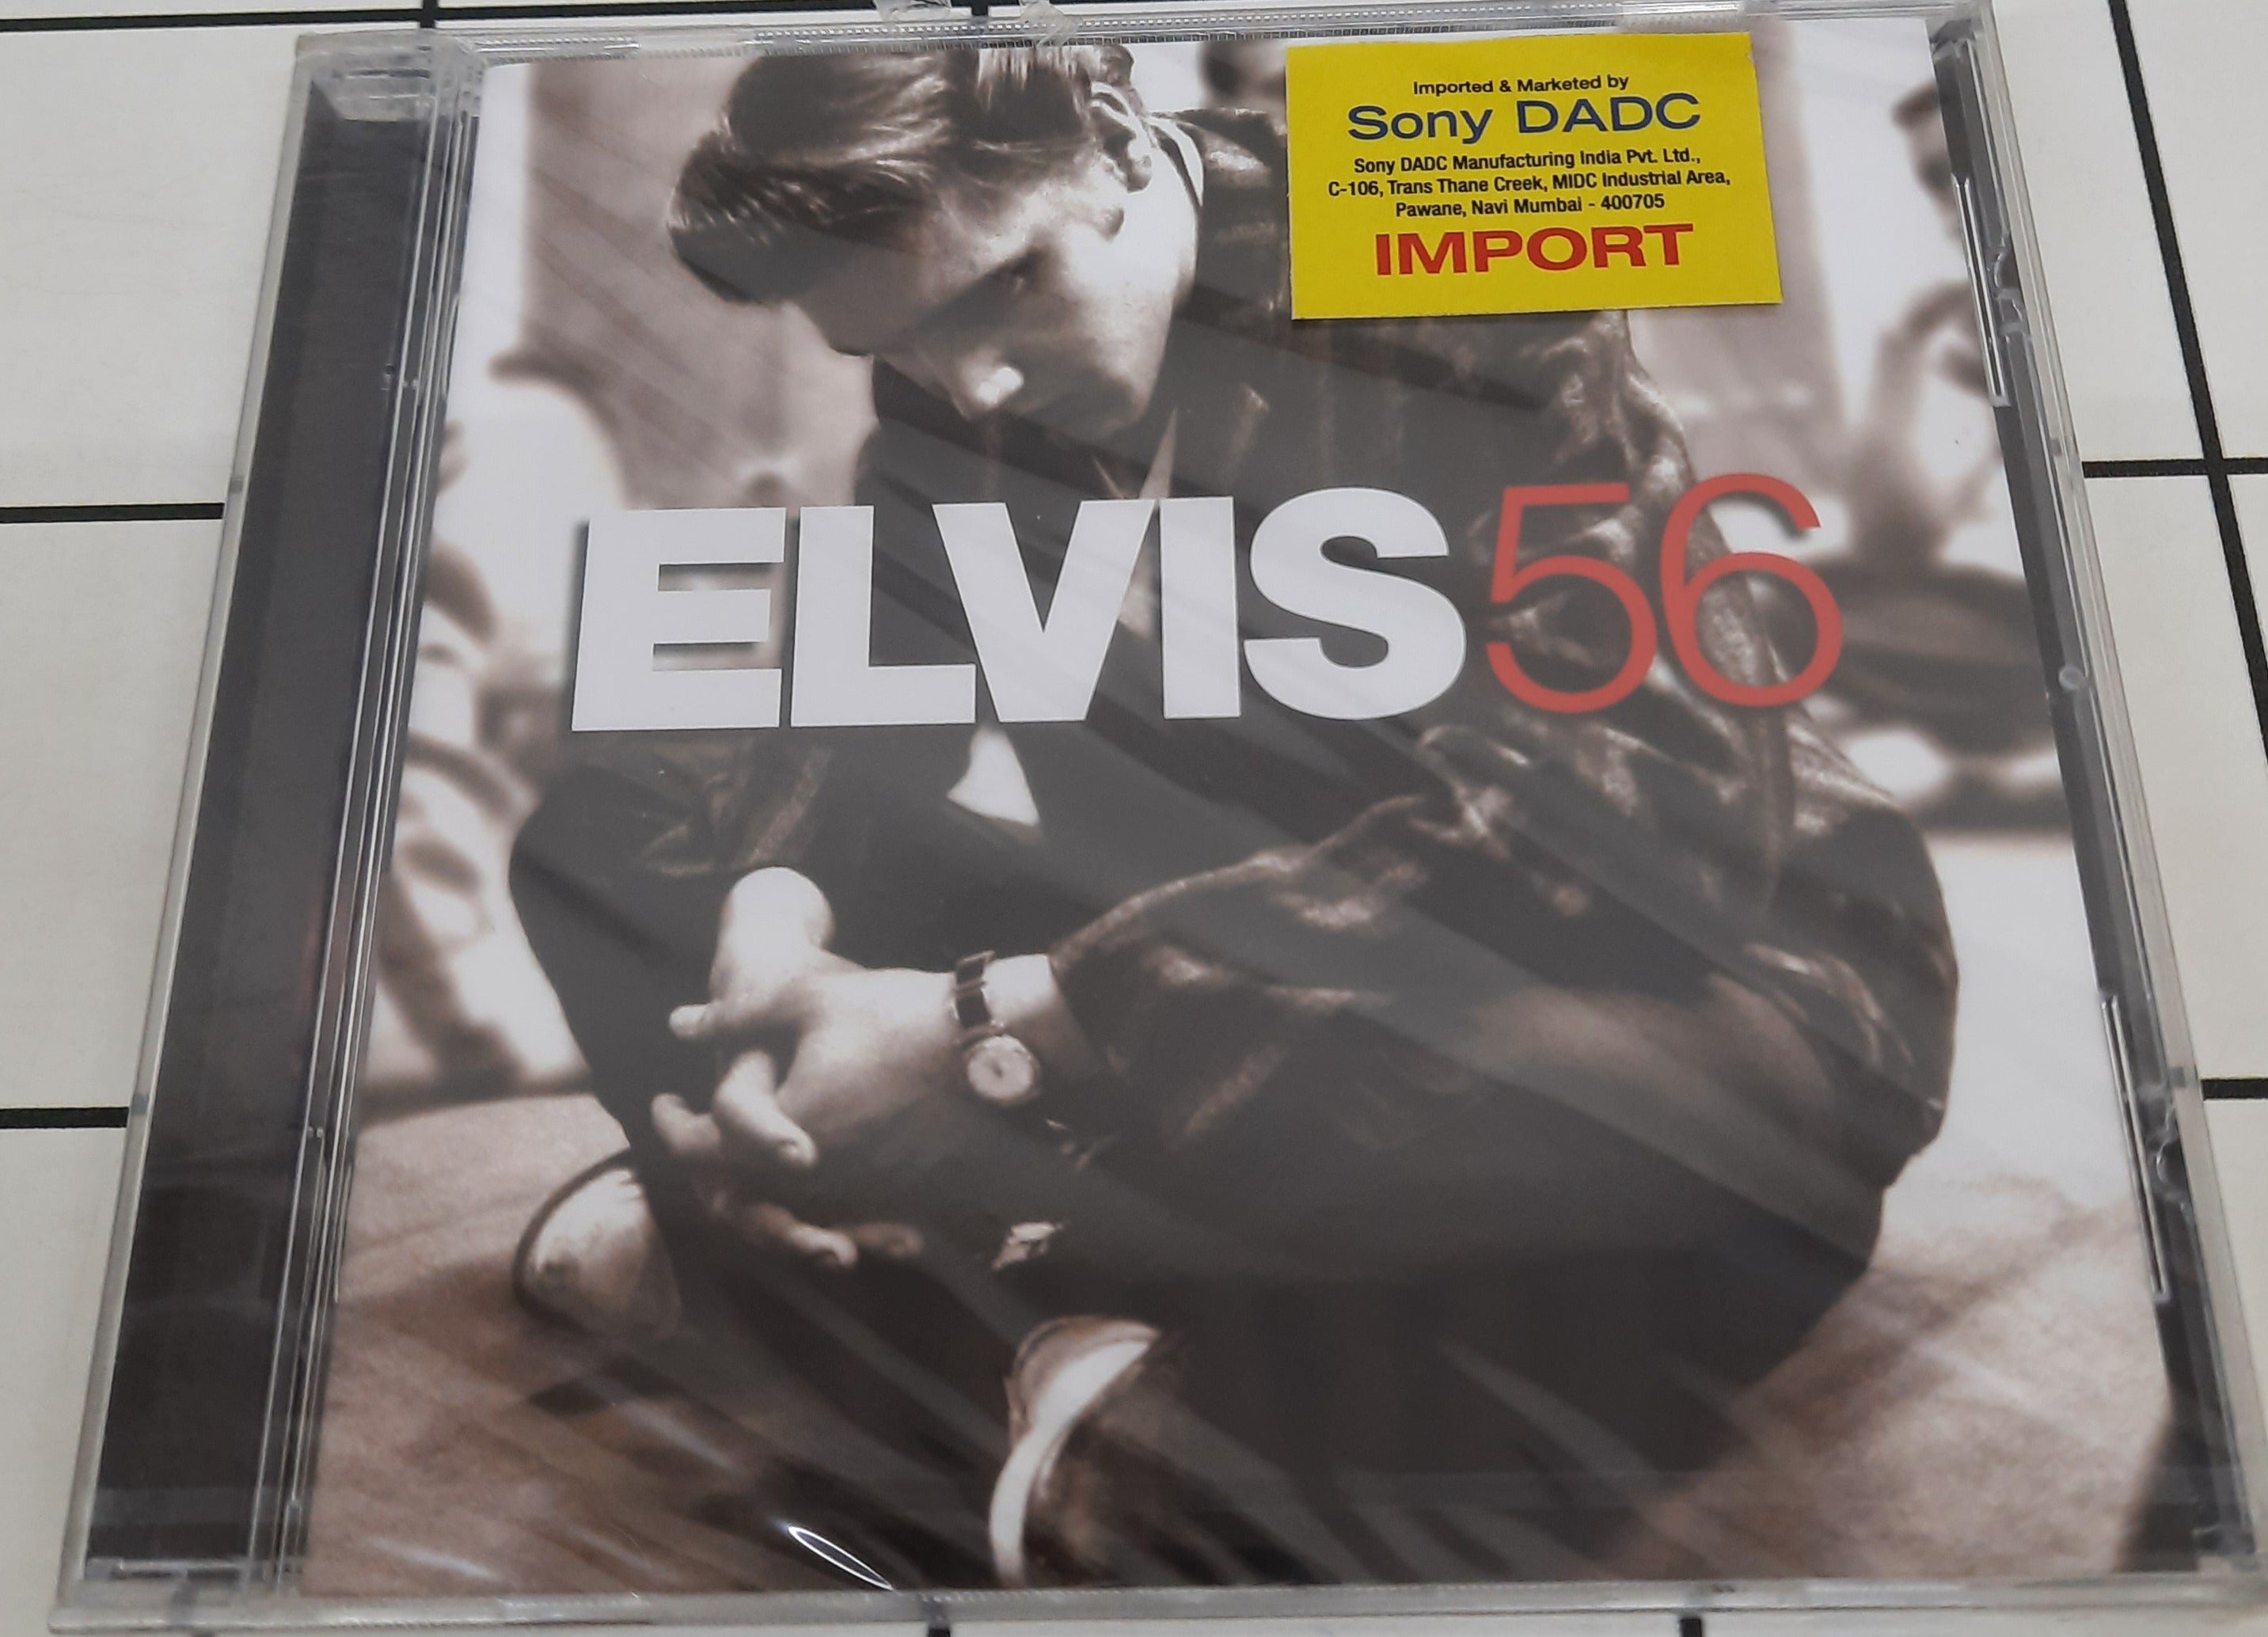 Imported & Marketed by
Sony DADC
Sony DADC Manufacturing India Pvt. Ltd.,
C-106, Trans Thane Creek, MIDC Industrial Area,
Pawane, Navi Mumbai - 400705
IMPORT
ELVIS56